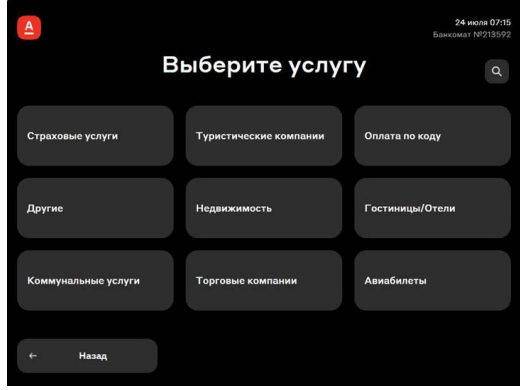 А
24 июля 07:15
Банкомат №213592
Выберите услугу
Страховые услуги
Туристические компании
Оплата по коду
Другие
Недвижимость
Гостиницы/Отели
Коммунальные услуги
Торговые компании
Авиабилеты
← Назад